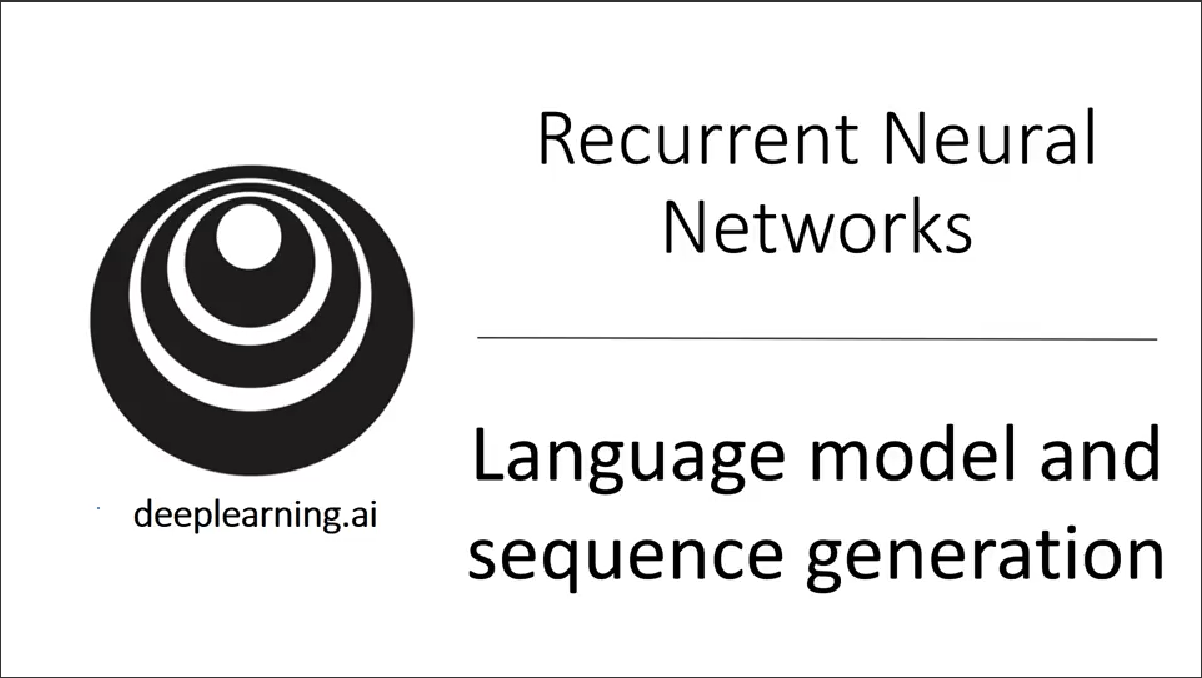 Recurrent Neural
Networks
Language model and
sequence generation
deeplearning.ai